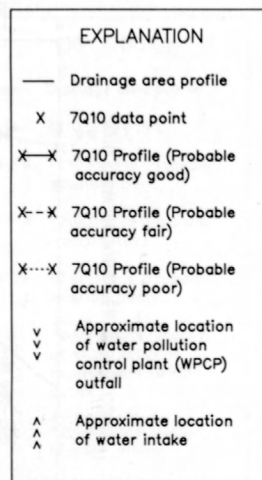 EXPLANATION
Drainage area profile
X 7Q10 data point
X—X 7Q10 Profile (Probable
accuracy good)
X--X 7Q10 Profile (Probable
accuracy fair)
X····X 7Q10 Profile (Probable
accuracy poor)
Approximate location
of water pollution
control plant (WPCP)
outfall
Approximate location
of water intake